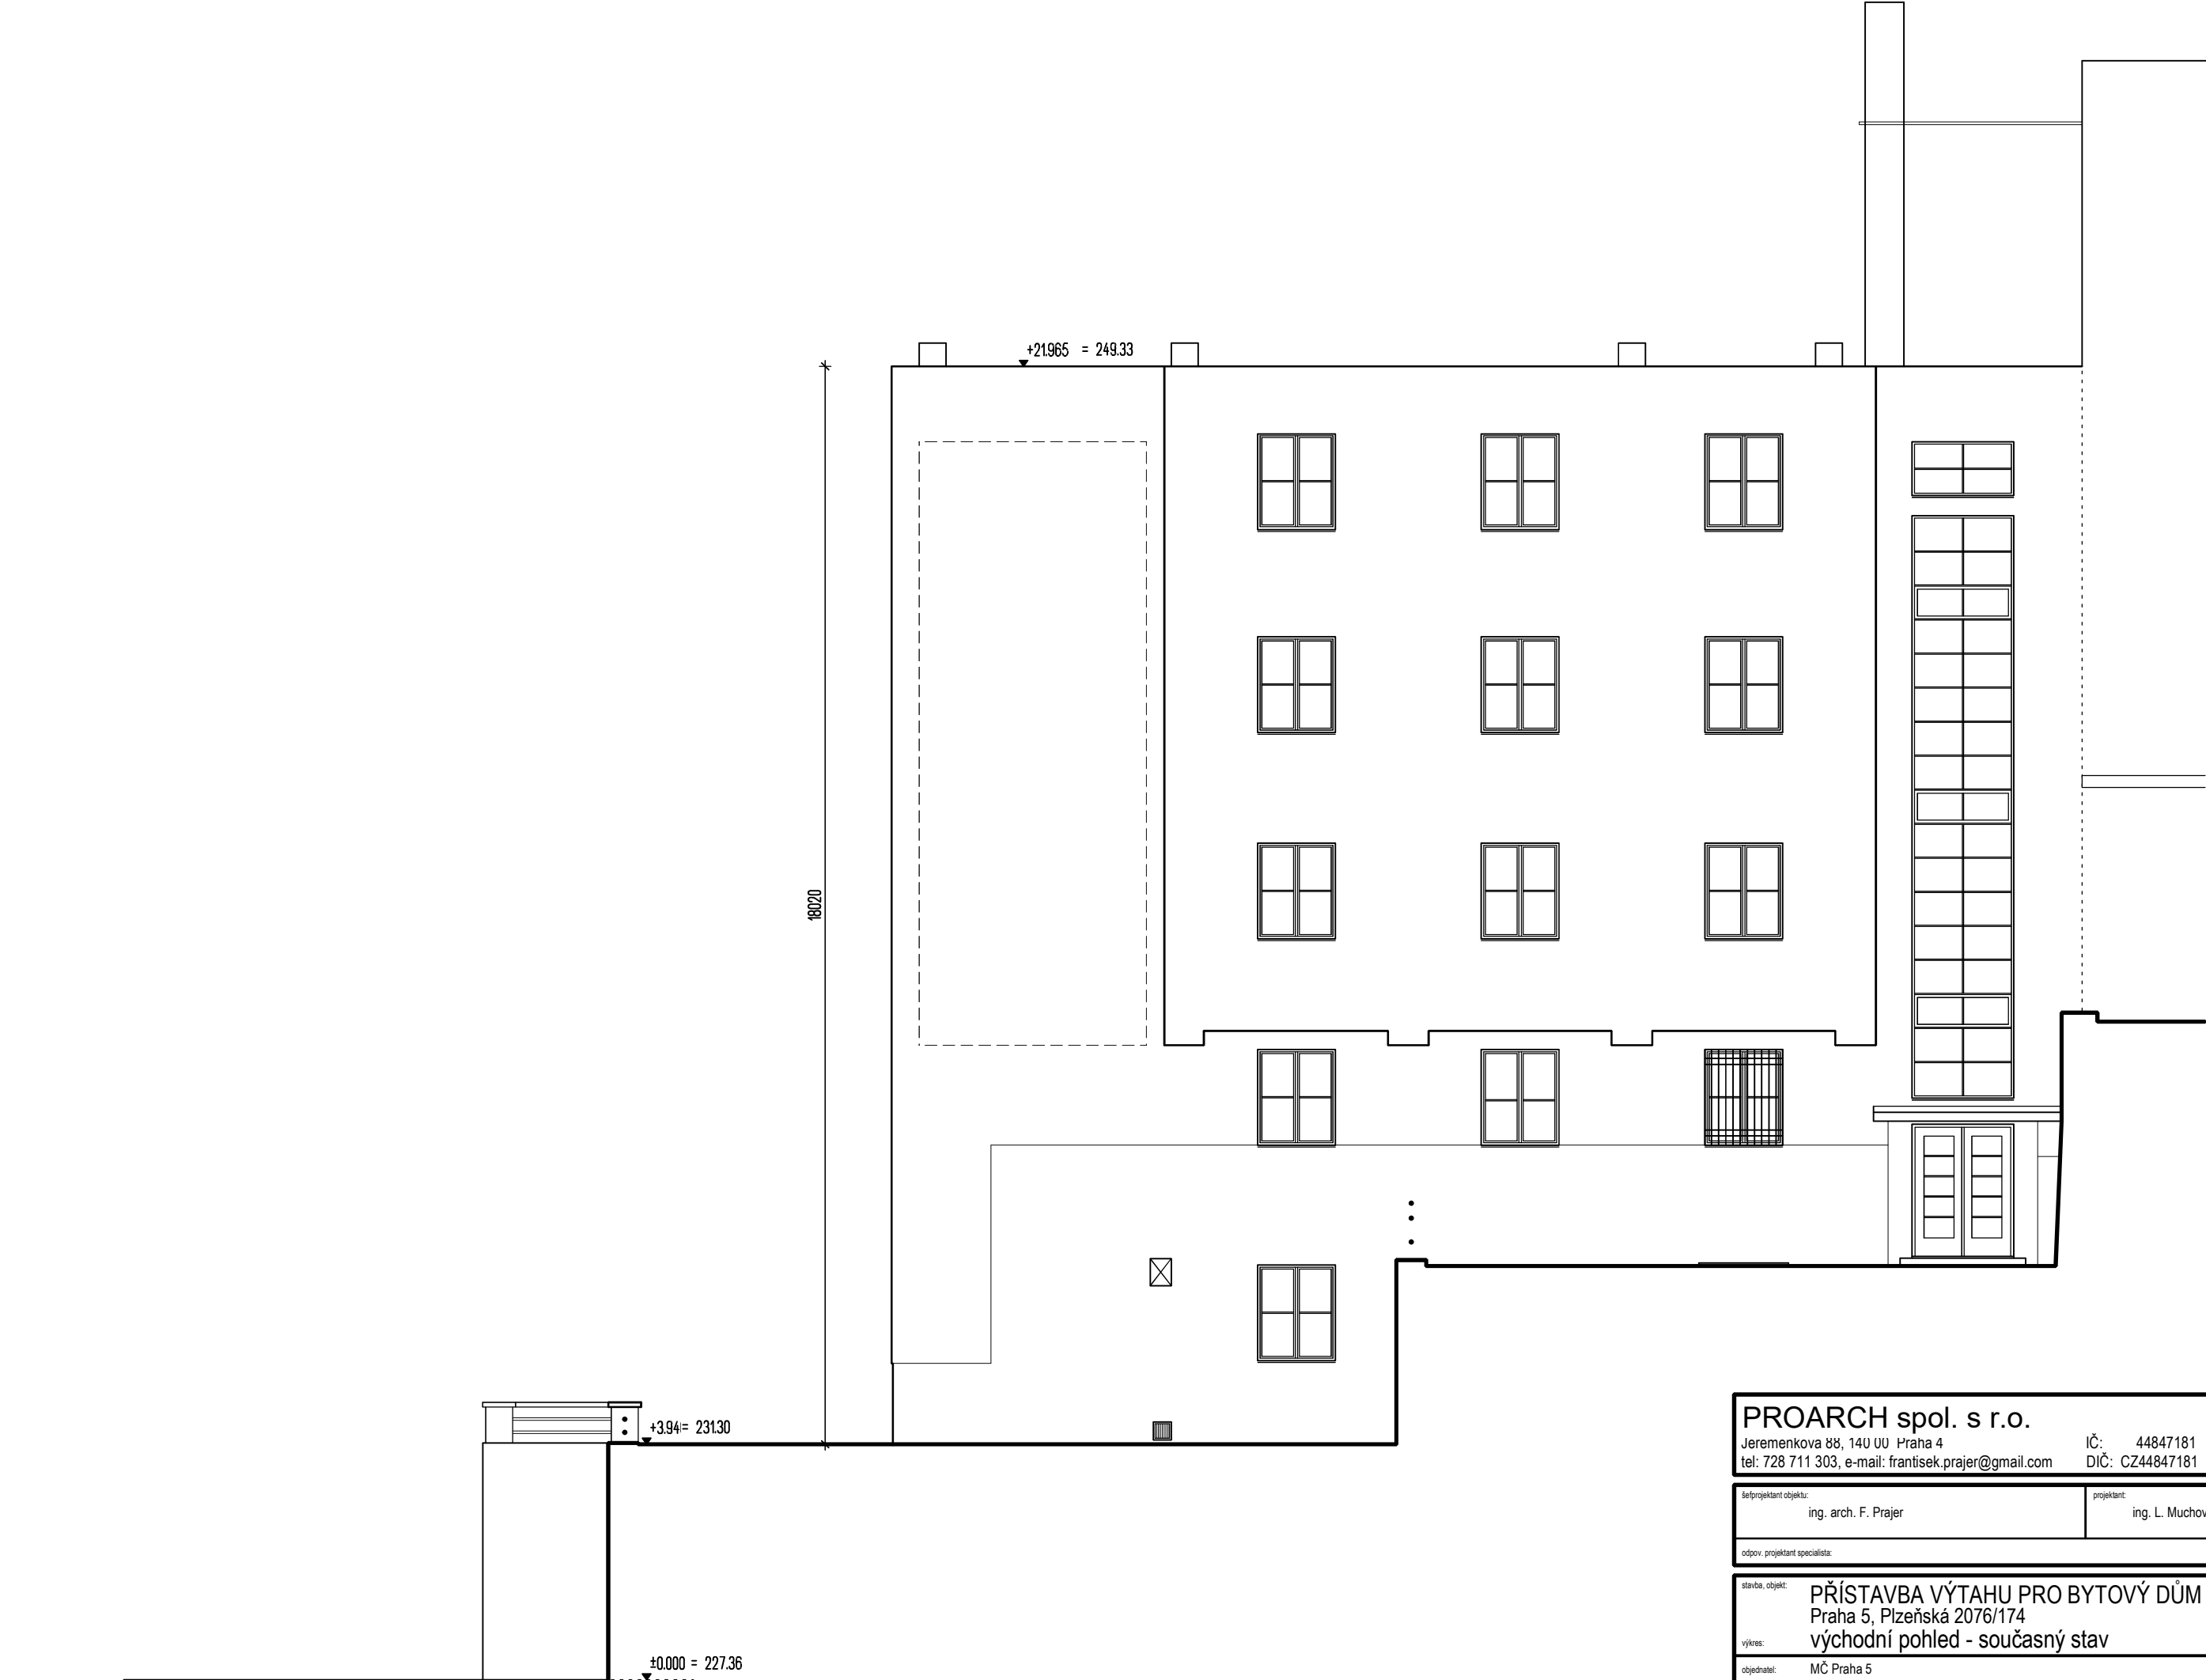 +21.965 = 249.33
18020
+3.94 = 231.30
±0.000 = 227.36
PROARCH spol. s r.o.
Jeremenkova 88, 140 00 Praha 4 IČ: 44847181
tel: 728 711 303, e-mail: frantisek.prajer@gmail.com DIČ: CZ44847181
šefprojektant objektu: projektant:
ing. arch. F. Prajer ing. L. Muchov
odpov. projektant specialista:
stavba, objekt: PŘÍSTAVBA VÝTAHU PRO BYTOVÝ DŮM
Praha 5, Plzeňská 2076/174
výkres: východní pohled - současný stav
objednatel: MČ Praha 5